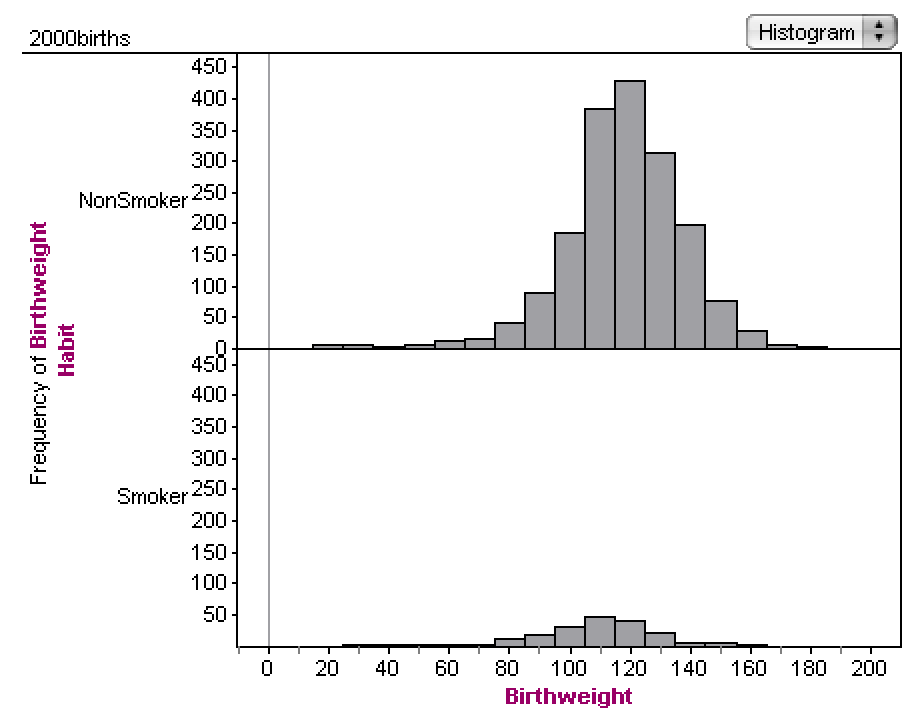 2000births
Histogram
450
400
350
300
NonSmoker 250
200
150
100
50
0
450
400
350
300
Smoker 250
200
150
100
50
Frequency of Birthweight
Habit
0 20 40 60 80 100 120 140 160 180 200
Birthweight